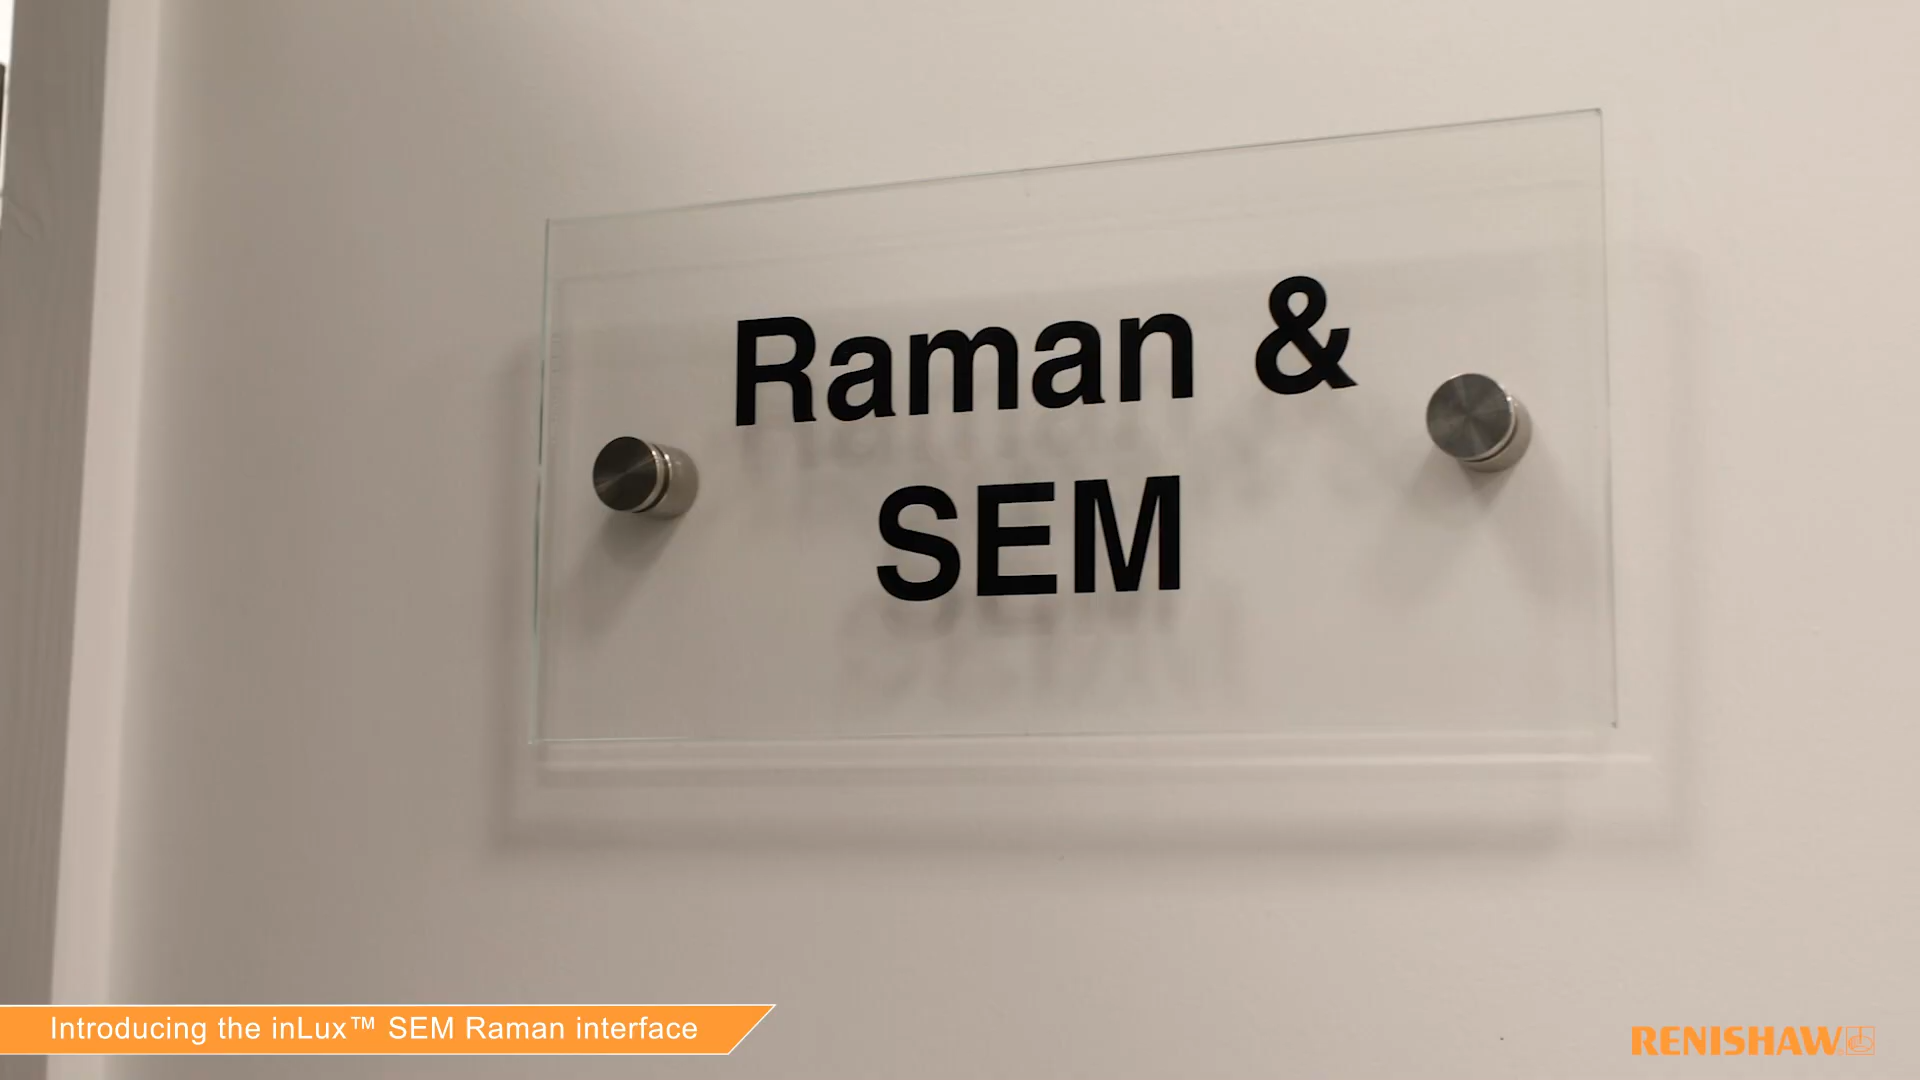 Raman &
SEM
Introducing the inLux™ SEM Raman interface
RENISHAW